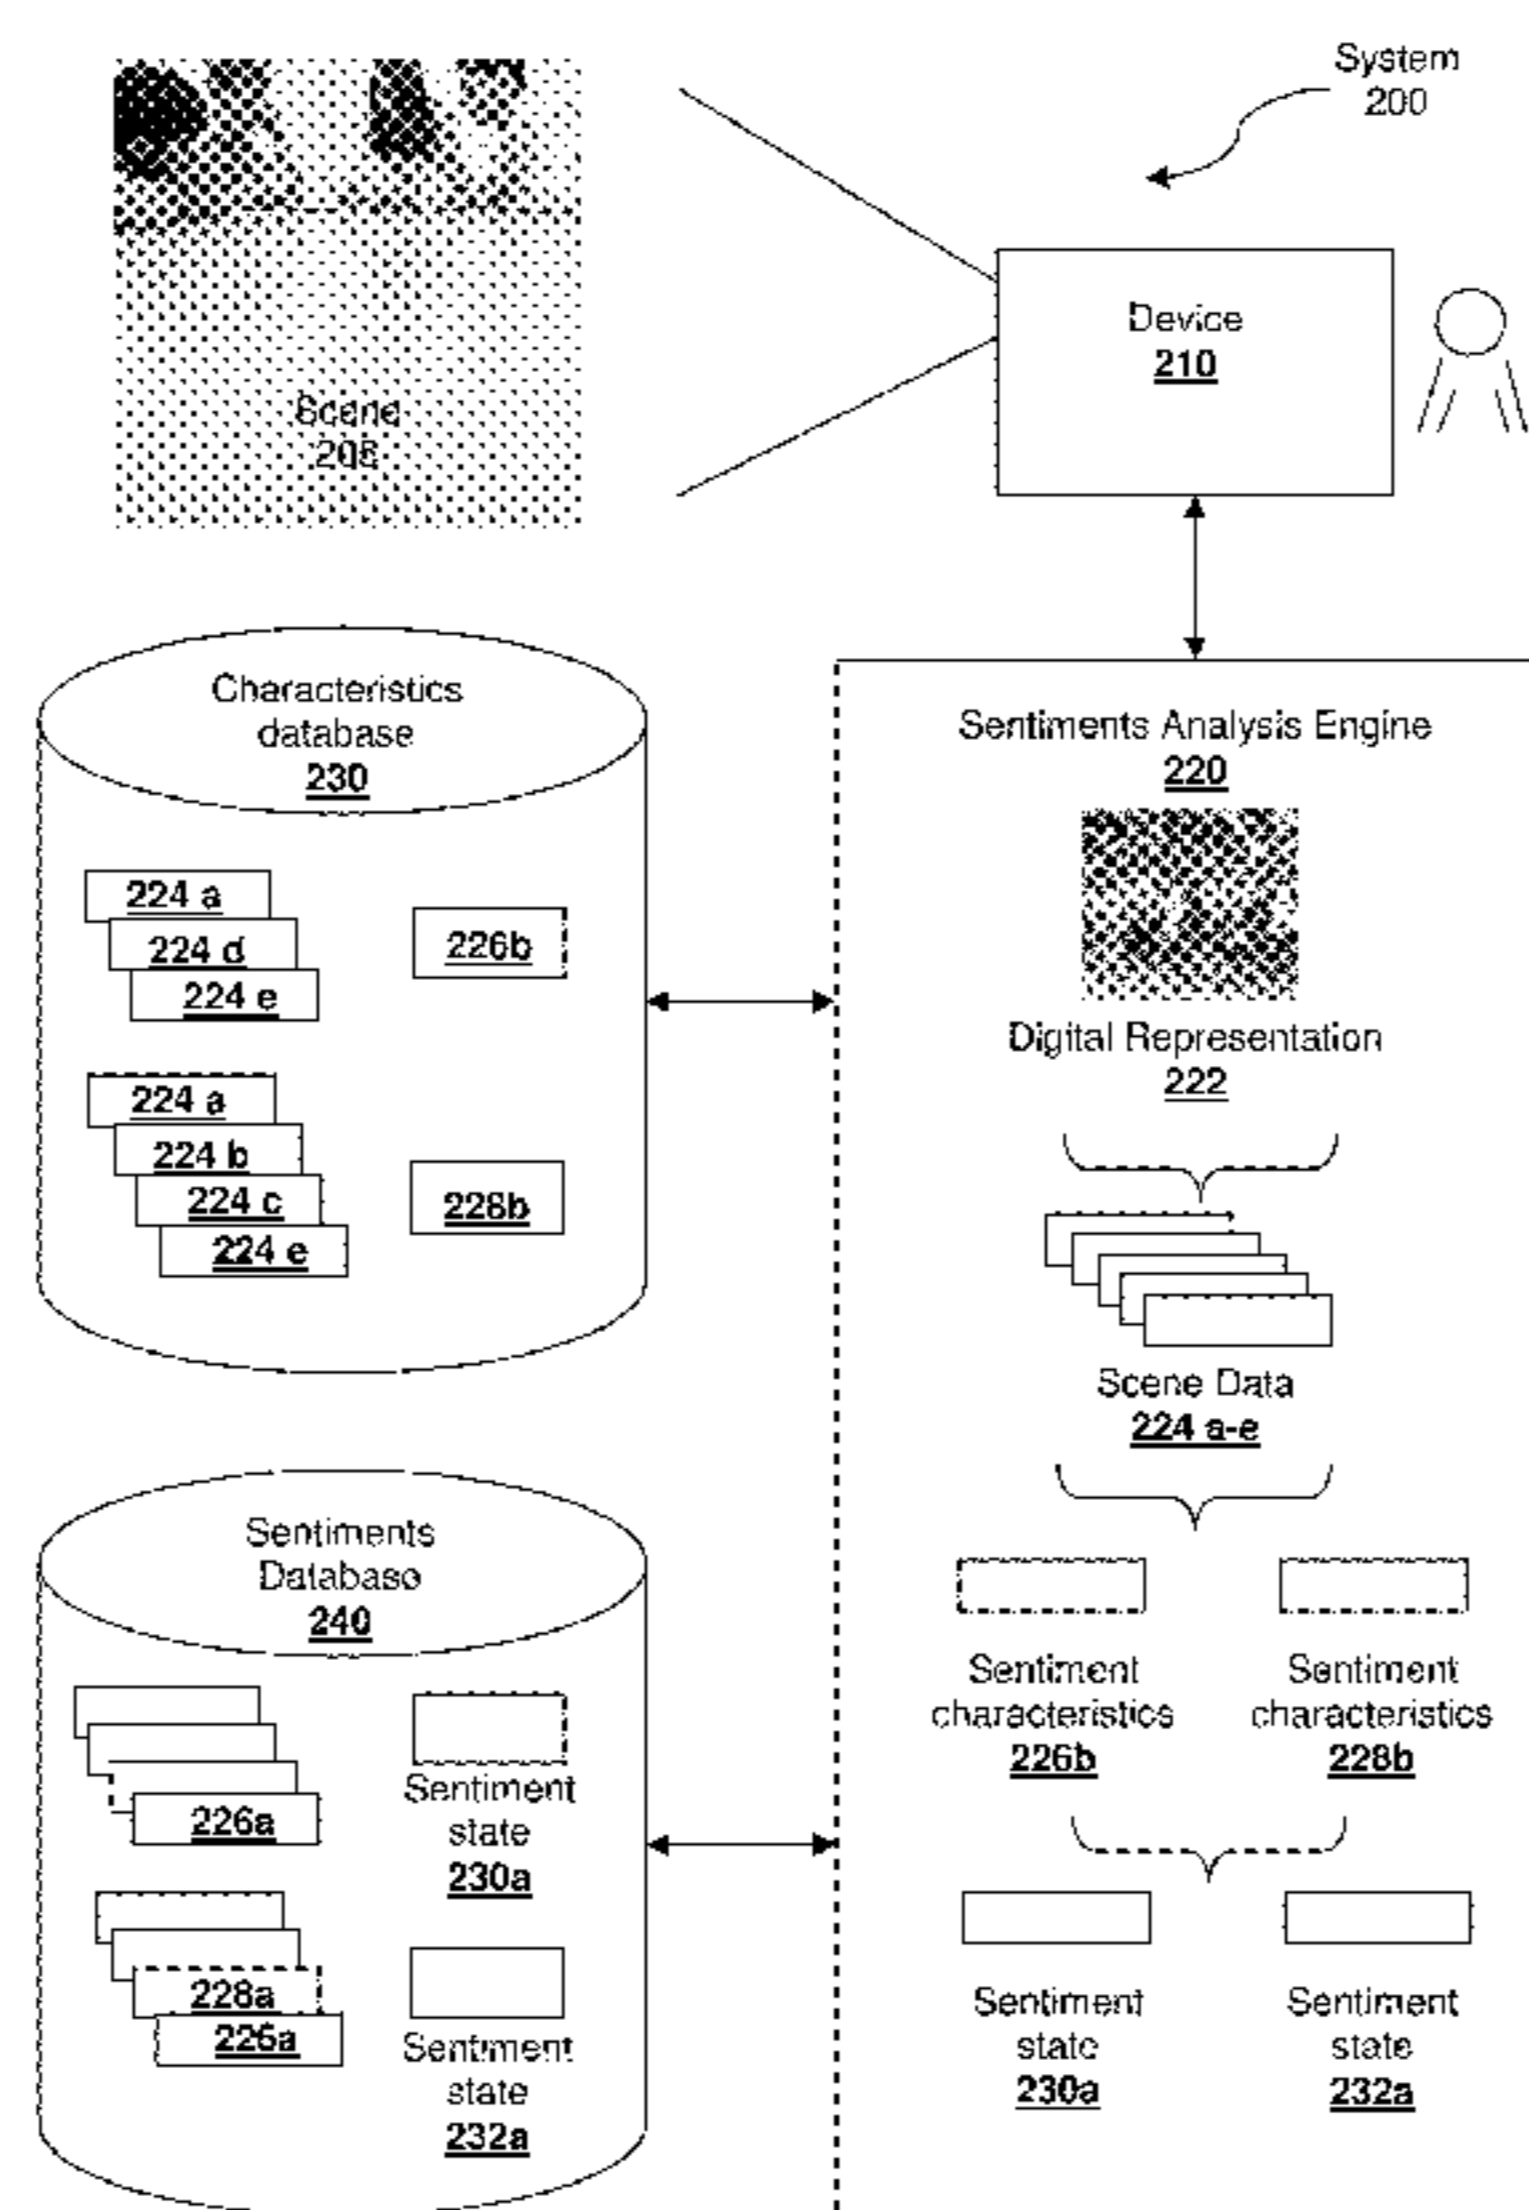 System
200
Scene
205
Device
210
Characteristics
database
230
224 a
224 d
224 e
226b
224 a
224 b
224 c
224 e
228b
Sentiments Analysis Engine
220
Digital Representation
222
Scene Data
224 a-e
Sentiment
characteristics
226b
Sentiment
characteristics
228b
Sentiment
state
230a
Sentiment
state
232a
Sentiments
Database
240
226a
Sentiment
state
230a
228a
226a
Sentiment
state
232a